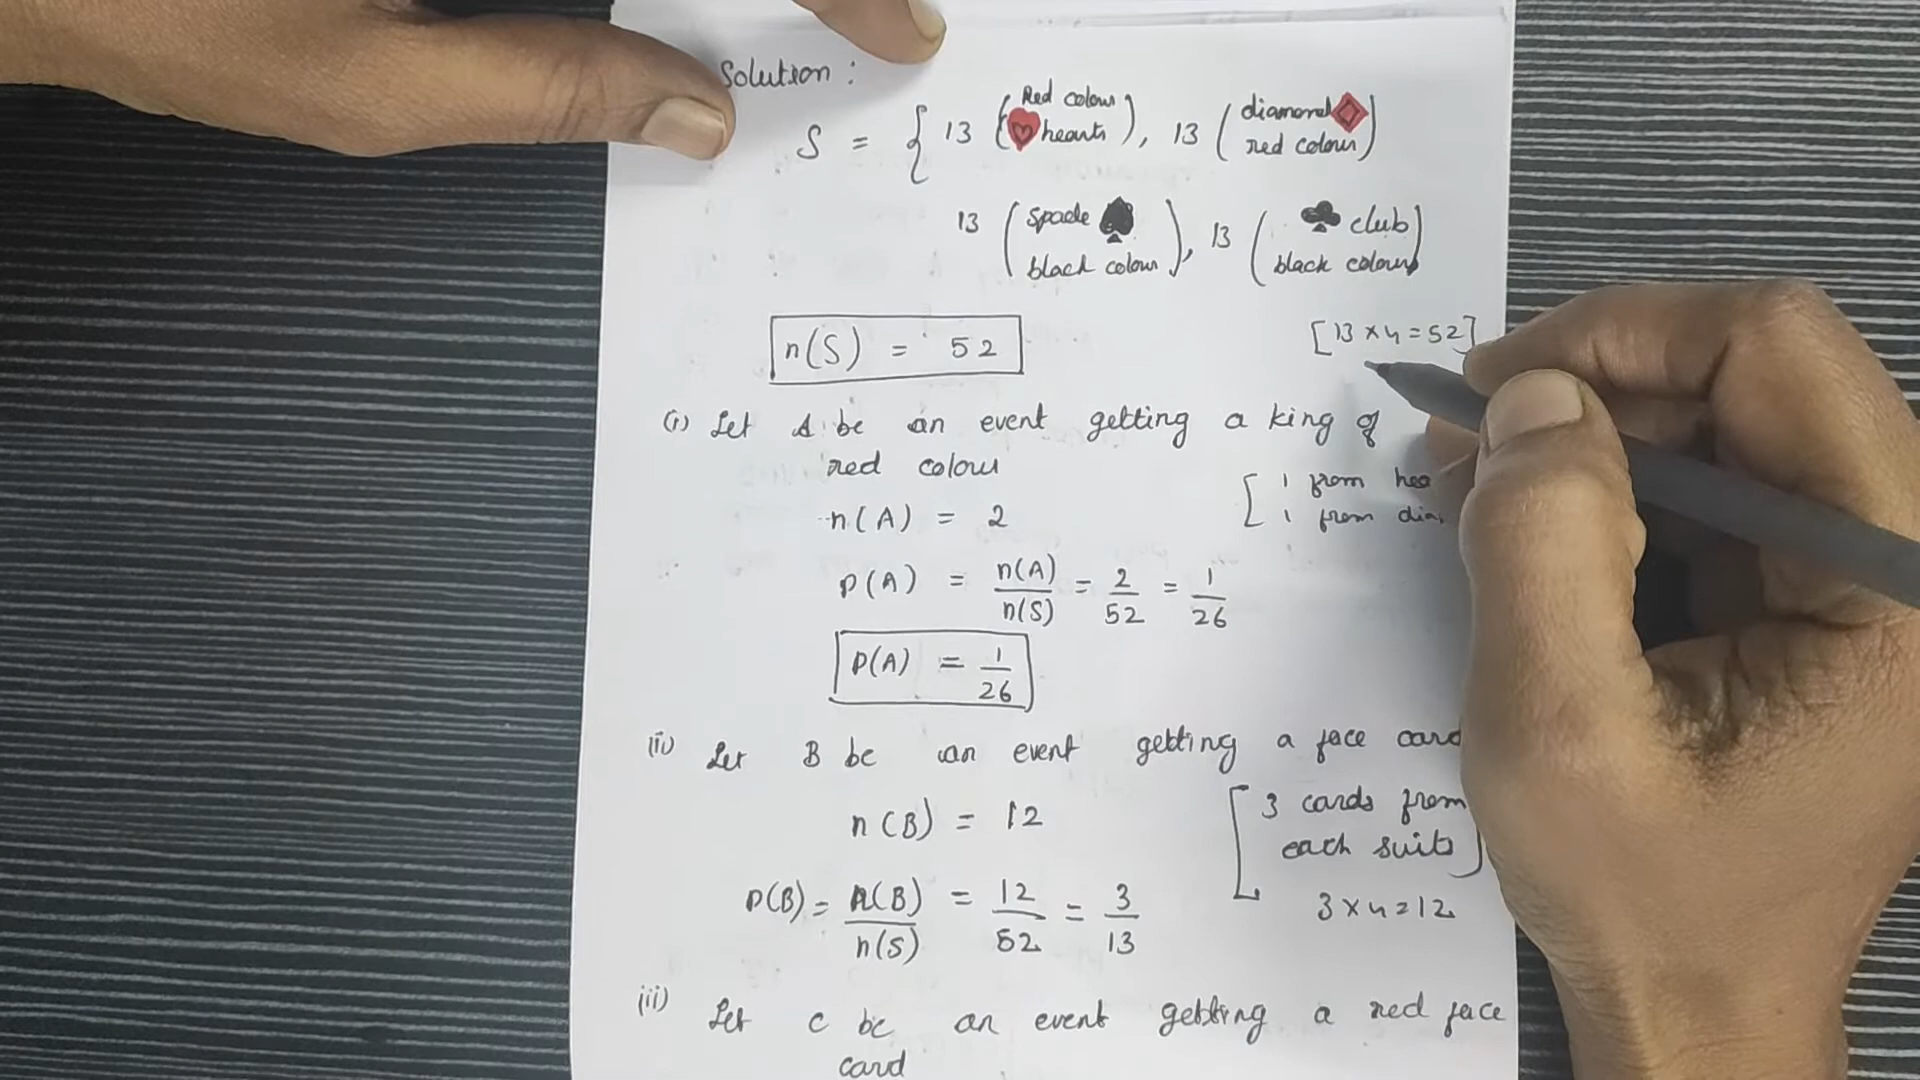 Solution :
S = { 13 ( Red colour hearts ), 13 ( diamond red colour )
13 ( spade black colour ), 13 ( club black colour )
n(S) = 52 [13 x 4 = 52]
(i) Let A be an event getting a king of
red colour
[ 1 from
n(A) = 2 1 from
P(A) = n(A)/n(S) = 2/52 = 1/26
P(A) = 1/26
(ii) Let B be an event getting a face card
n(B) = 12 [ 3 cards from each suits ]
3 x 4 = 12
P(B) = n(B)/n(S) = 12/52 = 3/13
(iii) Let C be an event getting a red face
card